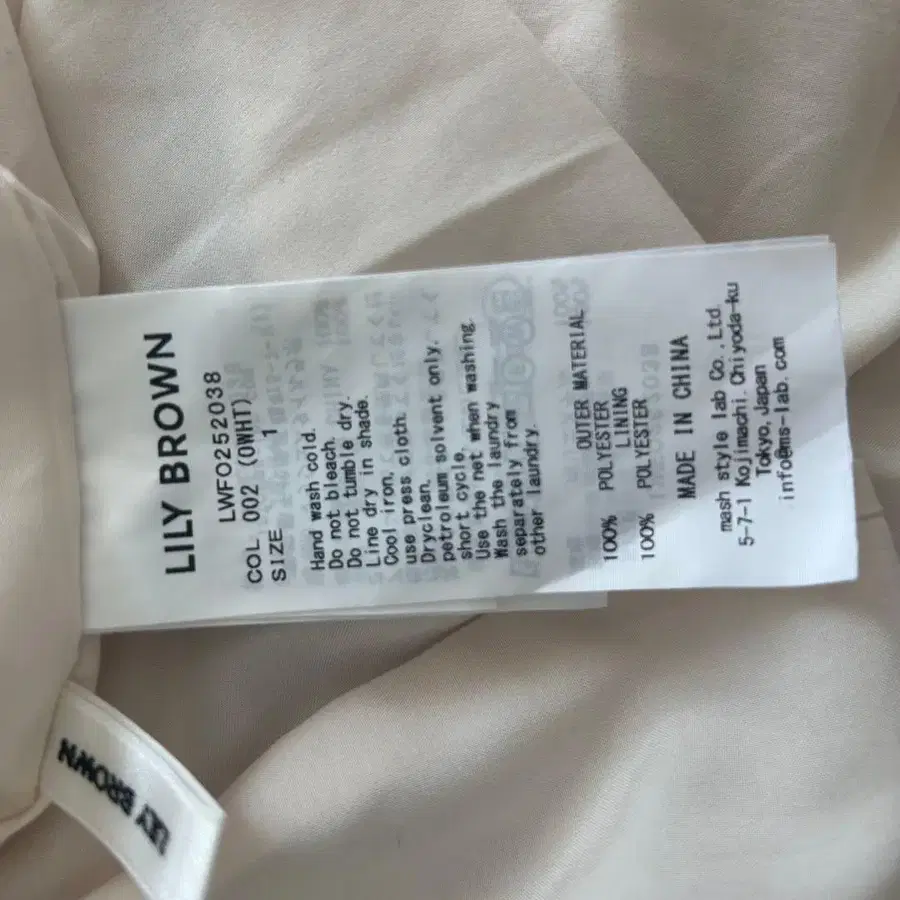 LILY BROWN
LWFO252038
COL 002 (OWHT)
SIZE 1
Hand wash cold.
Do not bleach.
Do not tumble dry.
Line dry in shade.
Cool iron,
use press cloth.
Dryclean,
petroleum solvent only.
short cycle.
Use the net when washing.
Wash the laundry
separately from
other laundry.
OUTER MATERIAL
100% POLYESTER
LINING
100% POLYESTER
MADE IN CHINA
mash style lab Co.,Ltd.
5-7-1 Kojimachi.Chiyoda-ku
Tokyo,Japan
info@ms-lab.com
LILY BROWN